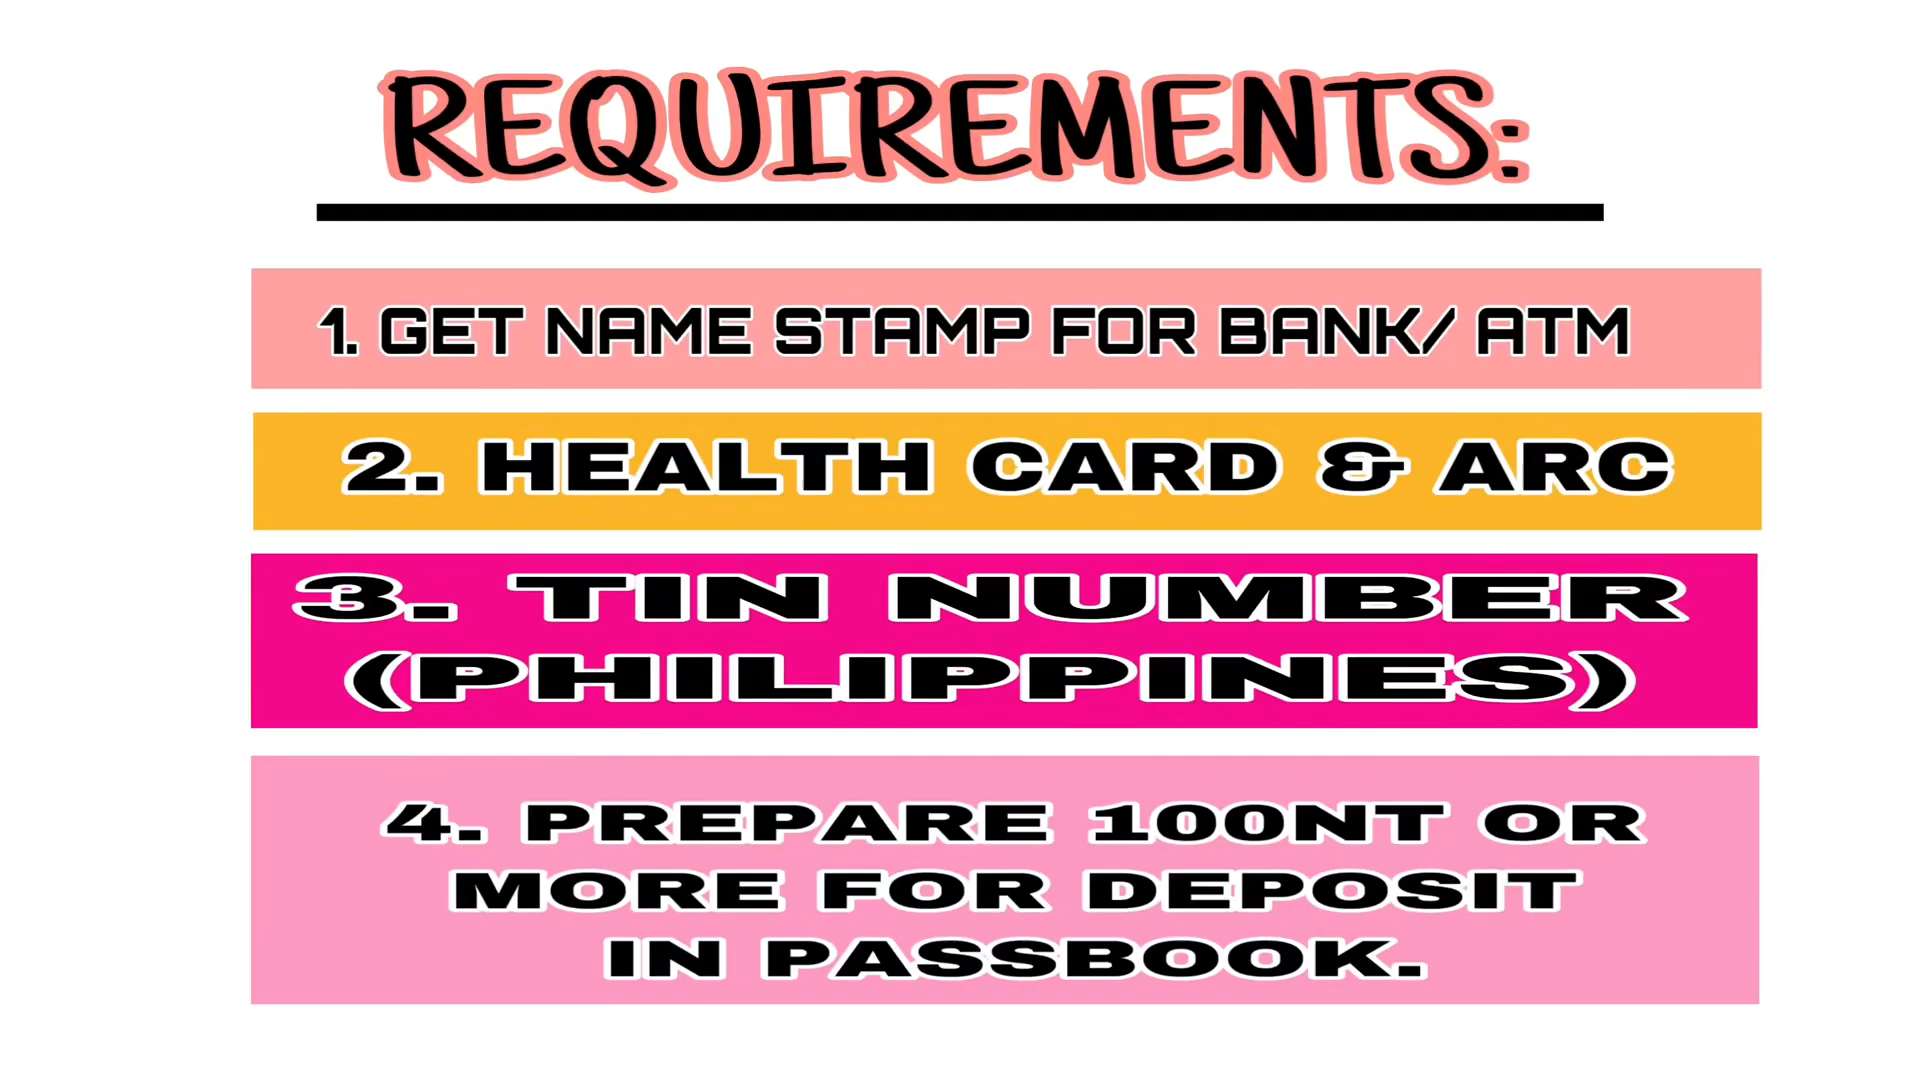 REQUIREMENTS:
1. GET NAME STAMP FOR BANK/ ATM
2. HEALTH CARD & ARC
3. TIN NUMBER
(PHILIPPINES)
4. PREPARE 100NT OR
MORE FOR DEPOSIT
IN PASSBOOK.